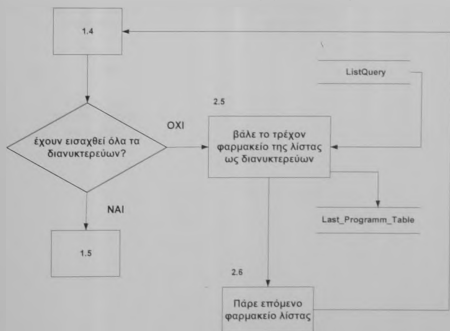 1.4
ListQuery
2.5
ΟΧΙ
έχουν εισαχθεί όλα τα
διανυκτερεύων?
βάλε το τρέχον
φαρμακείο της λίστας
ως διανυκτερεύων
ΝΑΙ
Last_Programm_Table
1.5
2.6
Πάρε επόμενο
φαρμακείο λίστας